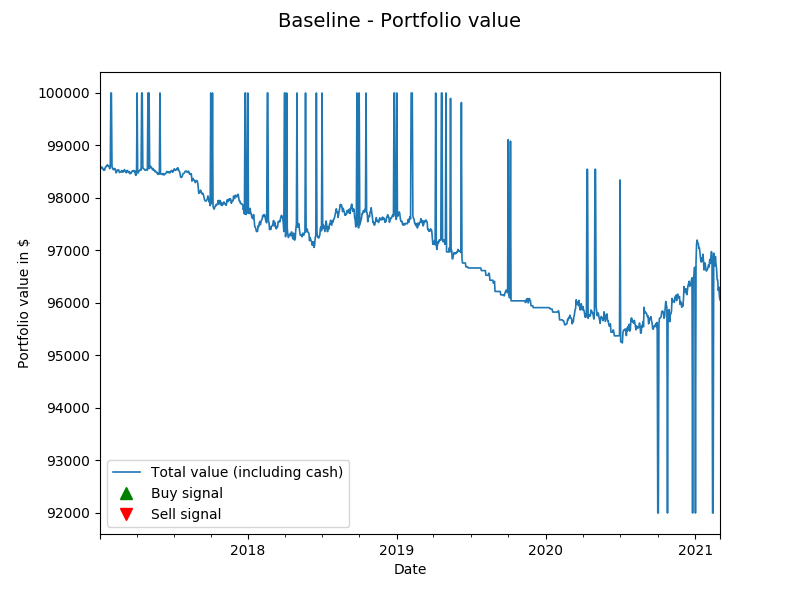 Baseline - Portfolio value
100000
99000
98000
97000
96000
95000
94000
93000
92000
Portfolio value in $
Total value (including cash)
Buy signal
Sell signal
2018
2019
2020
2021
Date